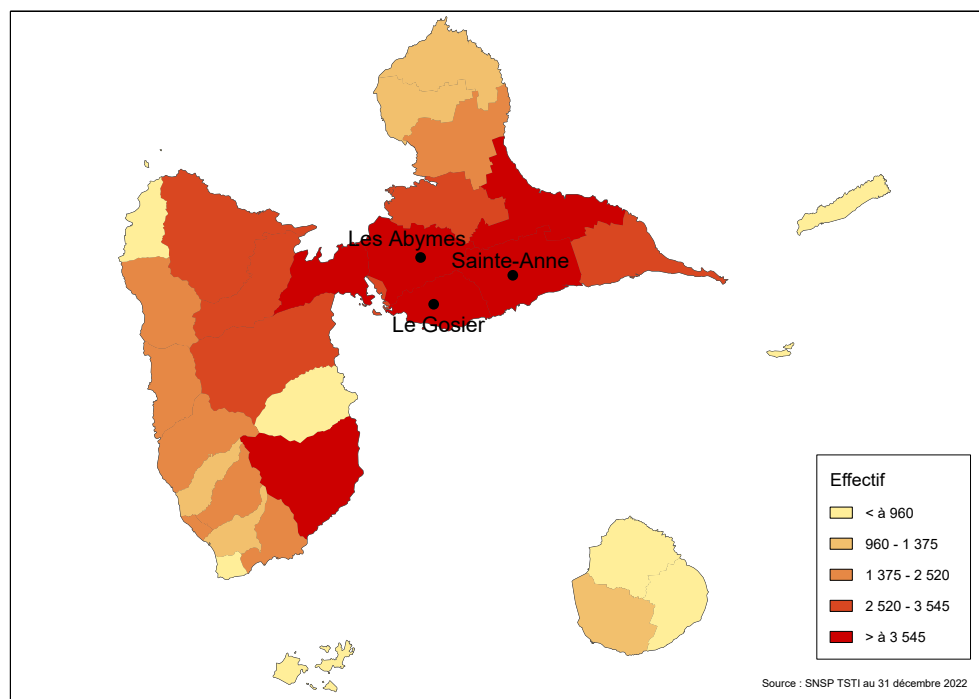 Les Abymes
Sainte-Anne
Le Gosier
Effectif
< à 960
960 - 1 375
1 375 - 2 520
2 520 - 3 545
> à 3 545
Source : SNSP TSTI au 31 décembre 2022